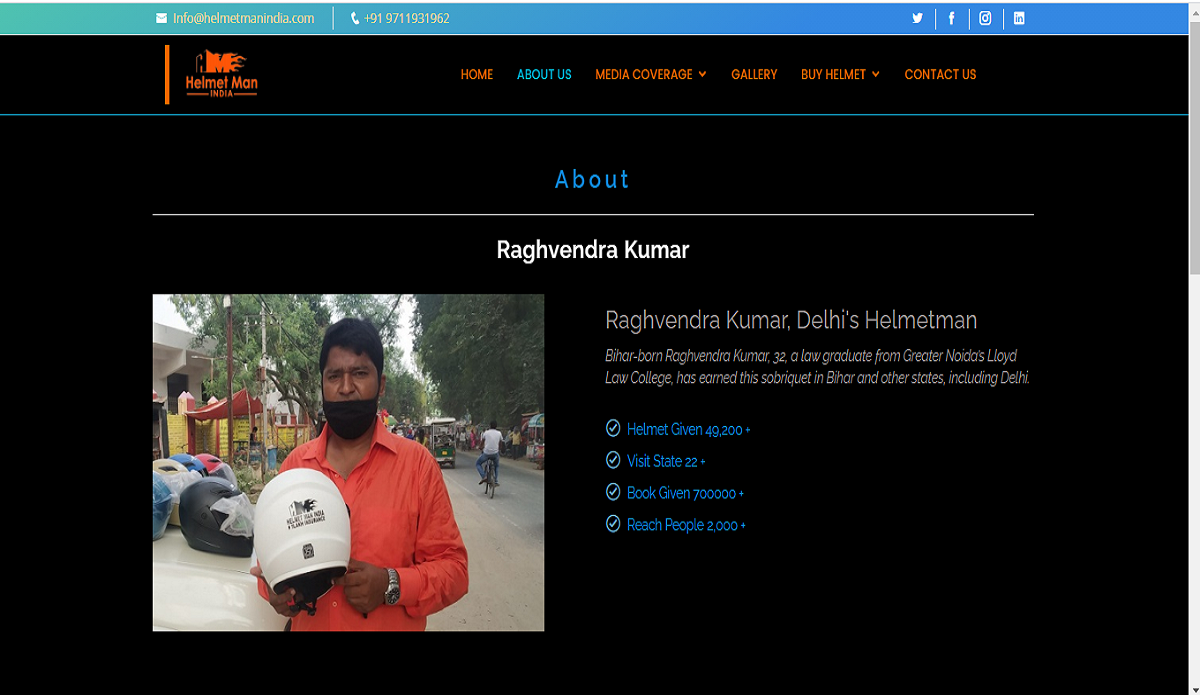 Info@helmetmanindia.com
+91 9711931962
Helmet Man
INDIA
HOME ABOUT US MEDIA COVERAGE GALLERY BUY HELMET CONTACT US
About
Raghvendra Kumar
HELMET MAN INDIA
Raghvendra Kumar, Delhi's Helmetman
Bihar-born Raghvendra Kumar, 32, a law graduate from Greater Noida's Lloyd
Law College, has earned this sobriquet in Bihar and other states, including Delhi.
Helmet Given 49,200 +
Visit State 22 +
Book Given 700000 +
Reach People 2,000 +